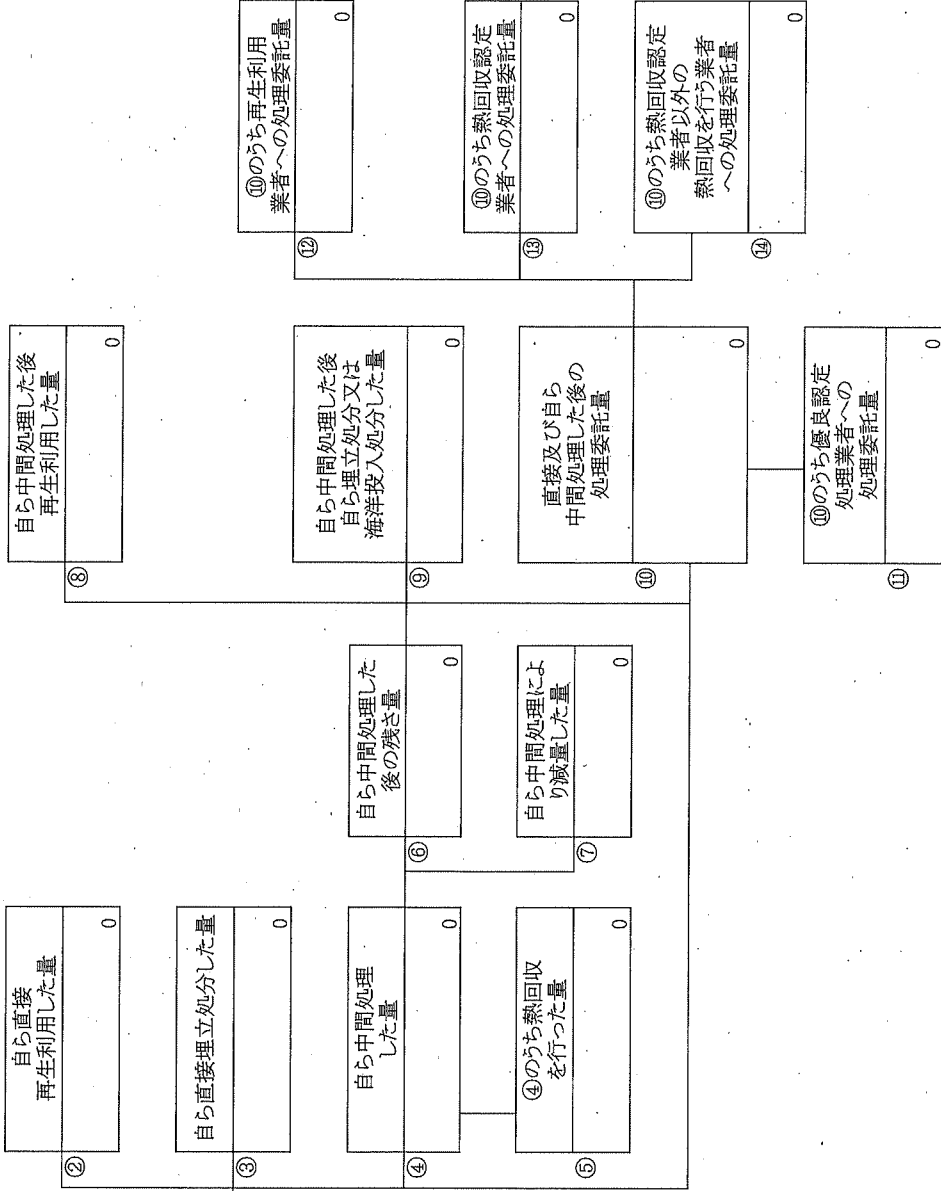 ②
自ら直接
再生利用した量
0
③
自ら直接埋立処分した量
0
④
自ら中間処理
した量
0
⑤
④のうち熱回収
を行った量
0
⑥
自ら中間処理した
後の残さ量
0
⑦
自ら中間処理によ
り減量した量
0
⑧
自ら中間処理した後
再生利用した量
0
⑨
自ら中間処理した後
自ら埋立処分又は
海洋投入処分した量
0
⑩
直接及び自ら
中間処理した後の
処理委託量
0
⑪
⑩のうち優良認定
処理業者への
処理委託量
0
⑫
⑩のうち再生利用
業者への処理委託量
0
⑬
⑩のうち熱回収認定
業者への処理委託量
0
⑭
⑩のうち熱回収認定
業者以外の
熱回収を行う業者
への処理委託量
0